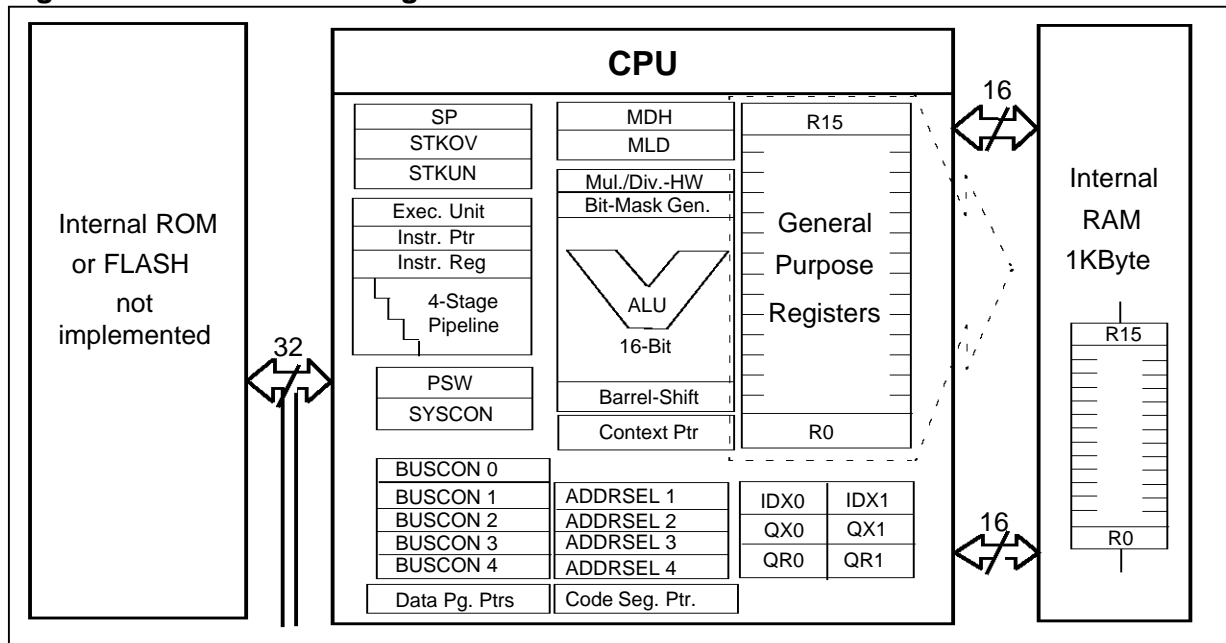 CPU
Internal ROM
or FLASH
not
implemented
32
SP
STKOV
STKUN
Exec. Unit
Instr. Ptr
Instr. Reg
4-Stage
Pipeline
PSW
SYSCON
BUSCON 0
BUSCON 1
BUSCON 2
BUSCON 3
BUSCON 4
Data Pg. Ptrs
MDH
MLD
Mul./Div.-HW
Bit-Mask Gen.
ALU
16-Bit
Barrel-Shift
Context Ptr
ADDRSEL 1
ADDRSEL 2
ADDRSEL 3
ADDRSEL 4
Code Seg. Ptr.
R15
General
Purpose
Registers
R0
IDX0 IDX1
QX0 QX1
QR0 QR1
16
16
Internal
RAM
1KByte
R15
R0